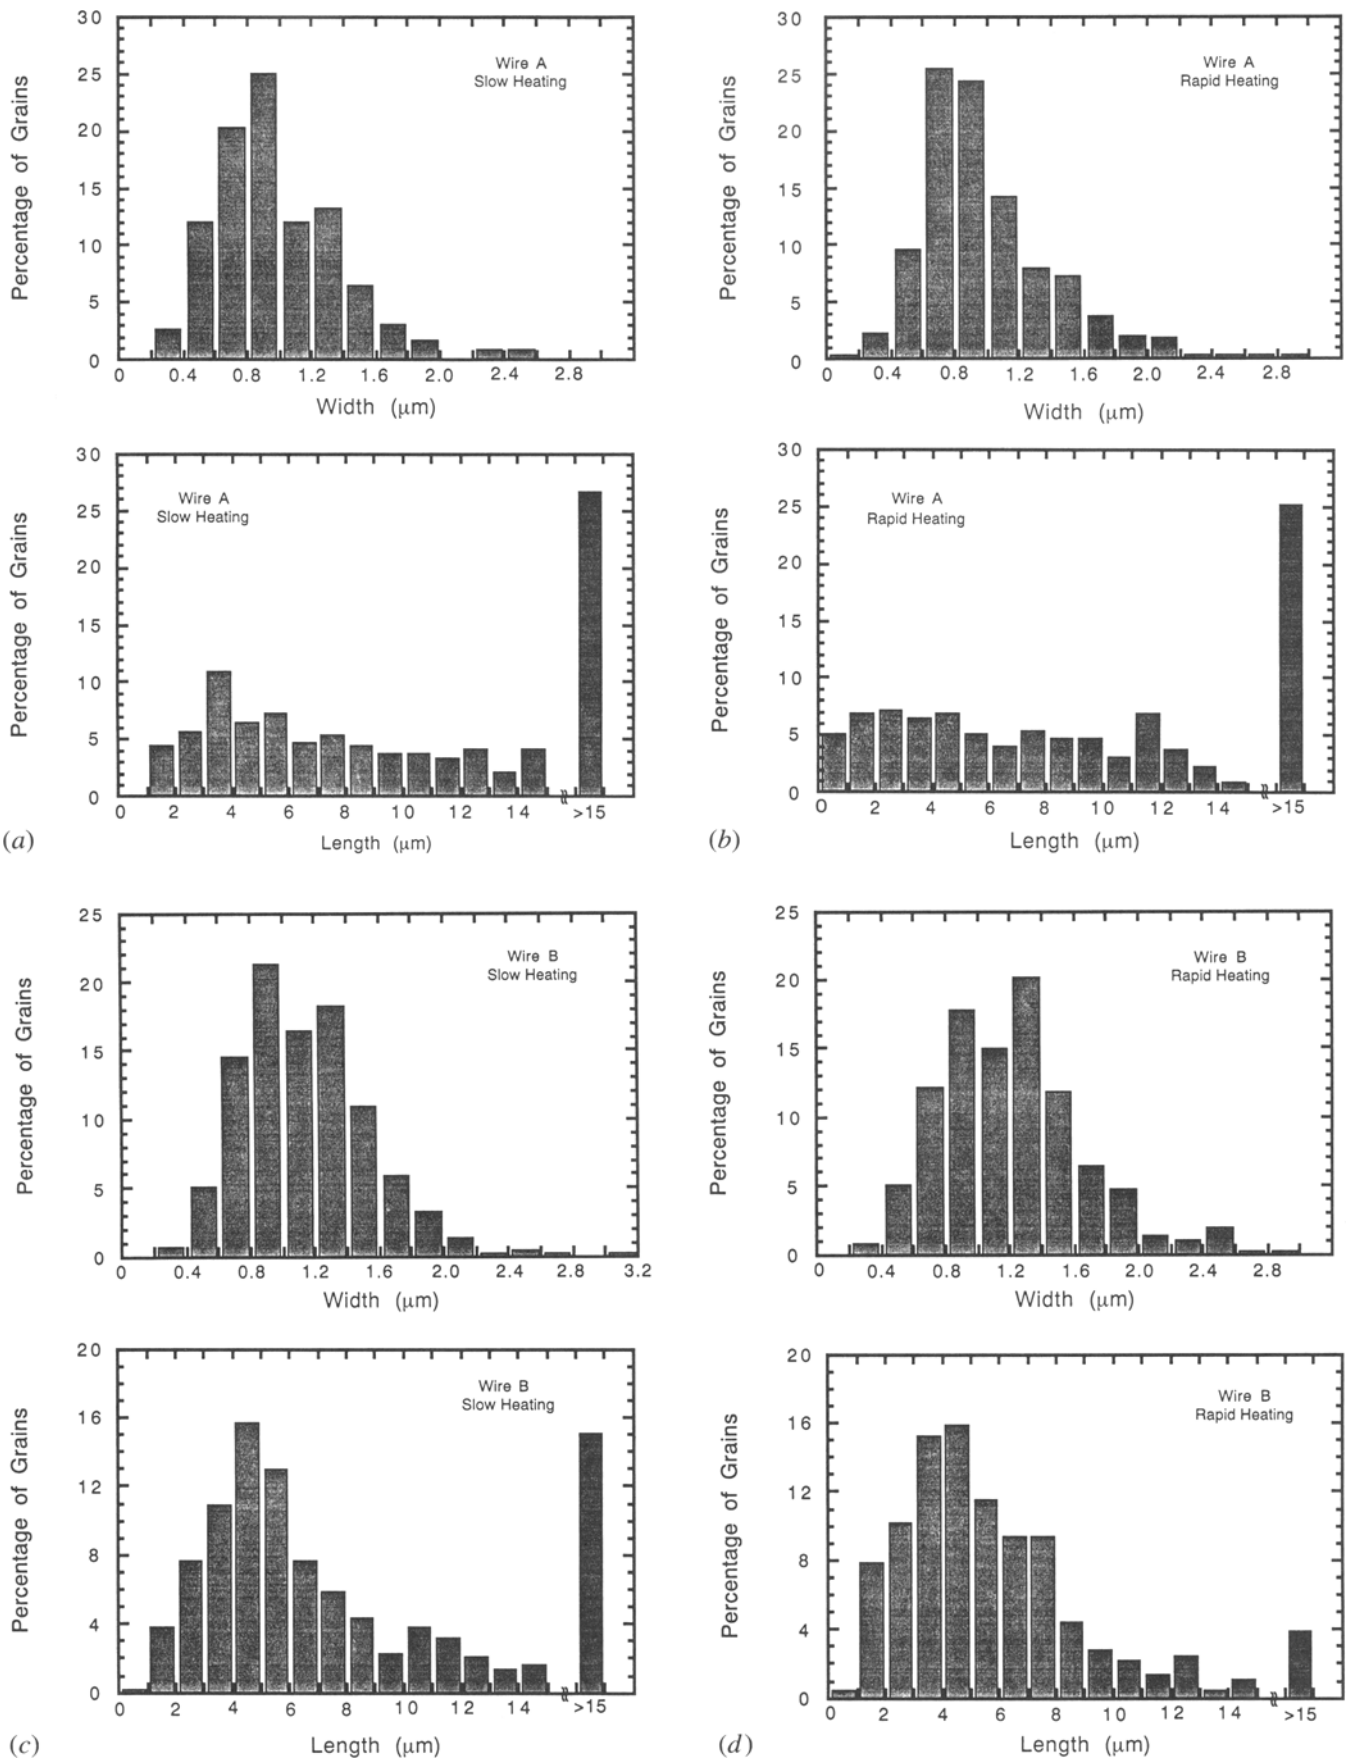 30
25
20
15
10
5
0
Percentage of Grains
Wire A
Slow Heating
0 0.4 0.8 1.2 1.6 2.0 2.4 2.8
Width (μm)
30
25
20
15
10
5
0
Percentage of Grains
Wire A
Rapid Heating
0 0.4 0.8 1.2 1.6 2.0 2.4 2.8
Width (μm)
30
25
20
15
10
5
0
Percentage of Grains
Wire A
Slow Heating
0 2 4 6 8 10 12 14 >15
Length (μm)
(a)
30
25
20
15
10
5
0
Percentage of Grains
Wire A
Rapid Heating
0 2 4 6 8 10 12 14 >15
Length (μm)
(b)
25
20
15
10
5
0
Percentage of Grains
Wire B
Slow Heating
0 0.4 0.8 1.2 1.6 2.0 2.4 2.8 3.2
Width (μm)
25
20
15
10
5
0
Percentage of Grains
Wire B
Rapid Heating
0 0.4 0.8 1.2 1.6 2.0 2.4 2.8
Width (μm)
20
16
12
8
4
0
Percentage of Grains
Wire B
Slow Heating
0 2 4 6 8 10 12 14 >15
Length (μm)
(c)
20
16
12
8
4
0
Percentage of Grains
Wire B
Rapid Heating
0 2 4 6 8 10 12 14 >15
Length (μm)
(d)